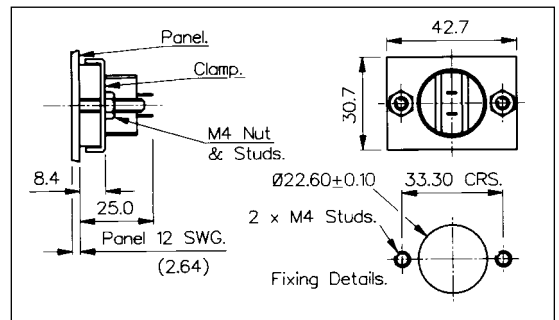 Panel.
Clamp.
M4 Nut
& Studs.
8.4
25.0
Panel 12 SWG.
(2.64)
42.7
30.7
Ø22.60±0.10
33.30 CRS.
2 x M4 Studs.
Fixing Details.